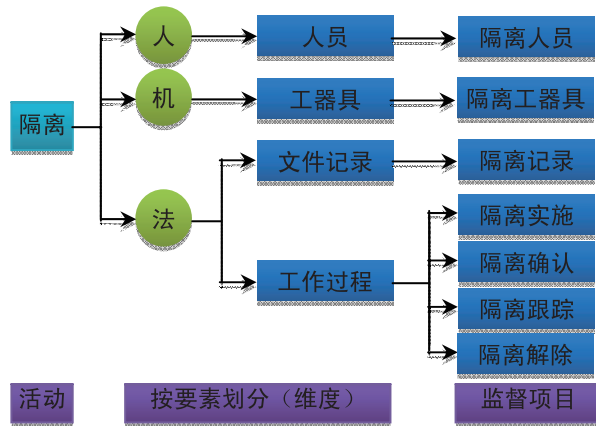 人
人员
隔离人员
机
工器具
隔离工器具
隔离
文件记录
隔离记录
法
隔离实施
隔离确认
工作过程
隔离跟踪
隔离解除
活动
按要素划分（维度）
监督项目